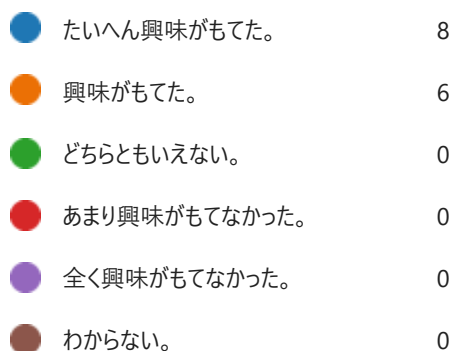 たいへん興味がもてた。 8
興味がもてた。 6
どちらともいえない。 0
あまり興味がもてなかった。 0
全く興味がもてなかった。 0
わからない。 0